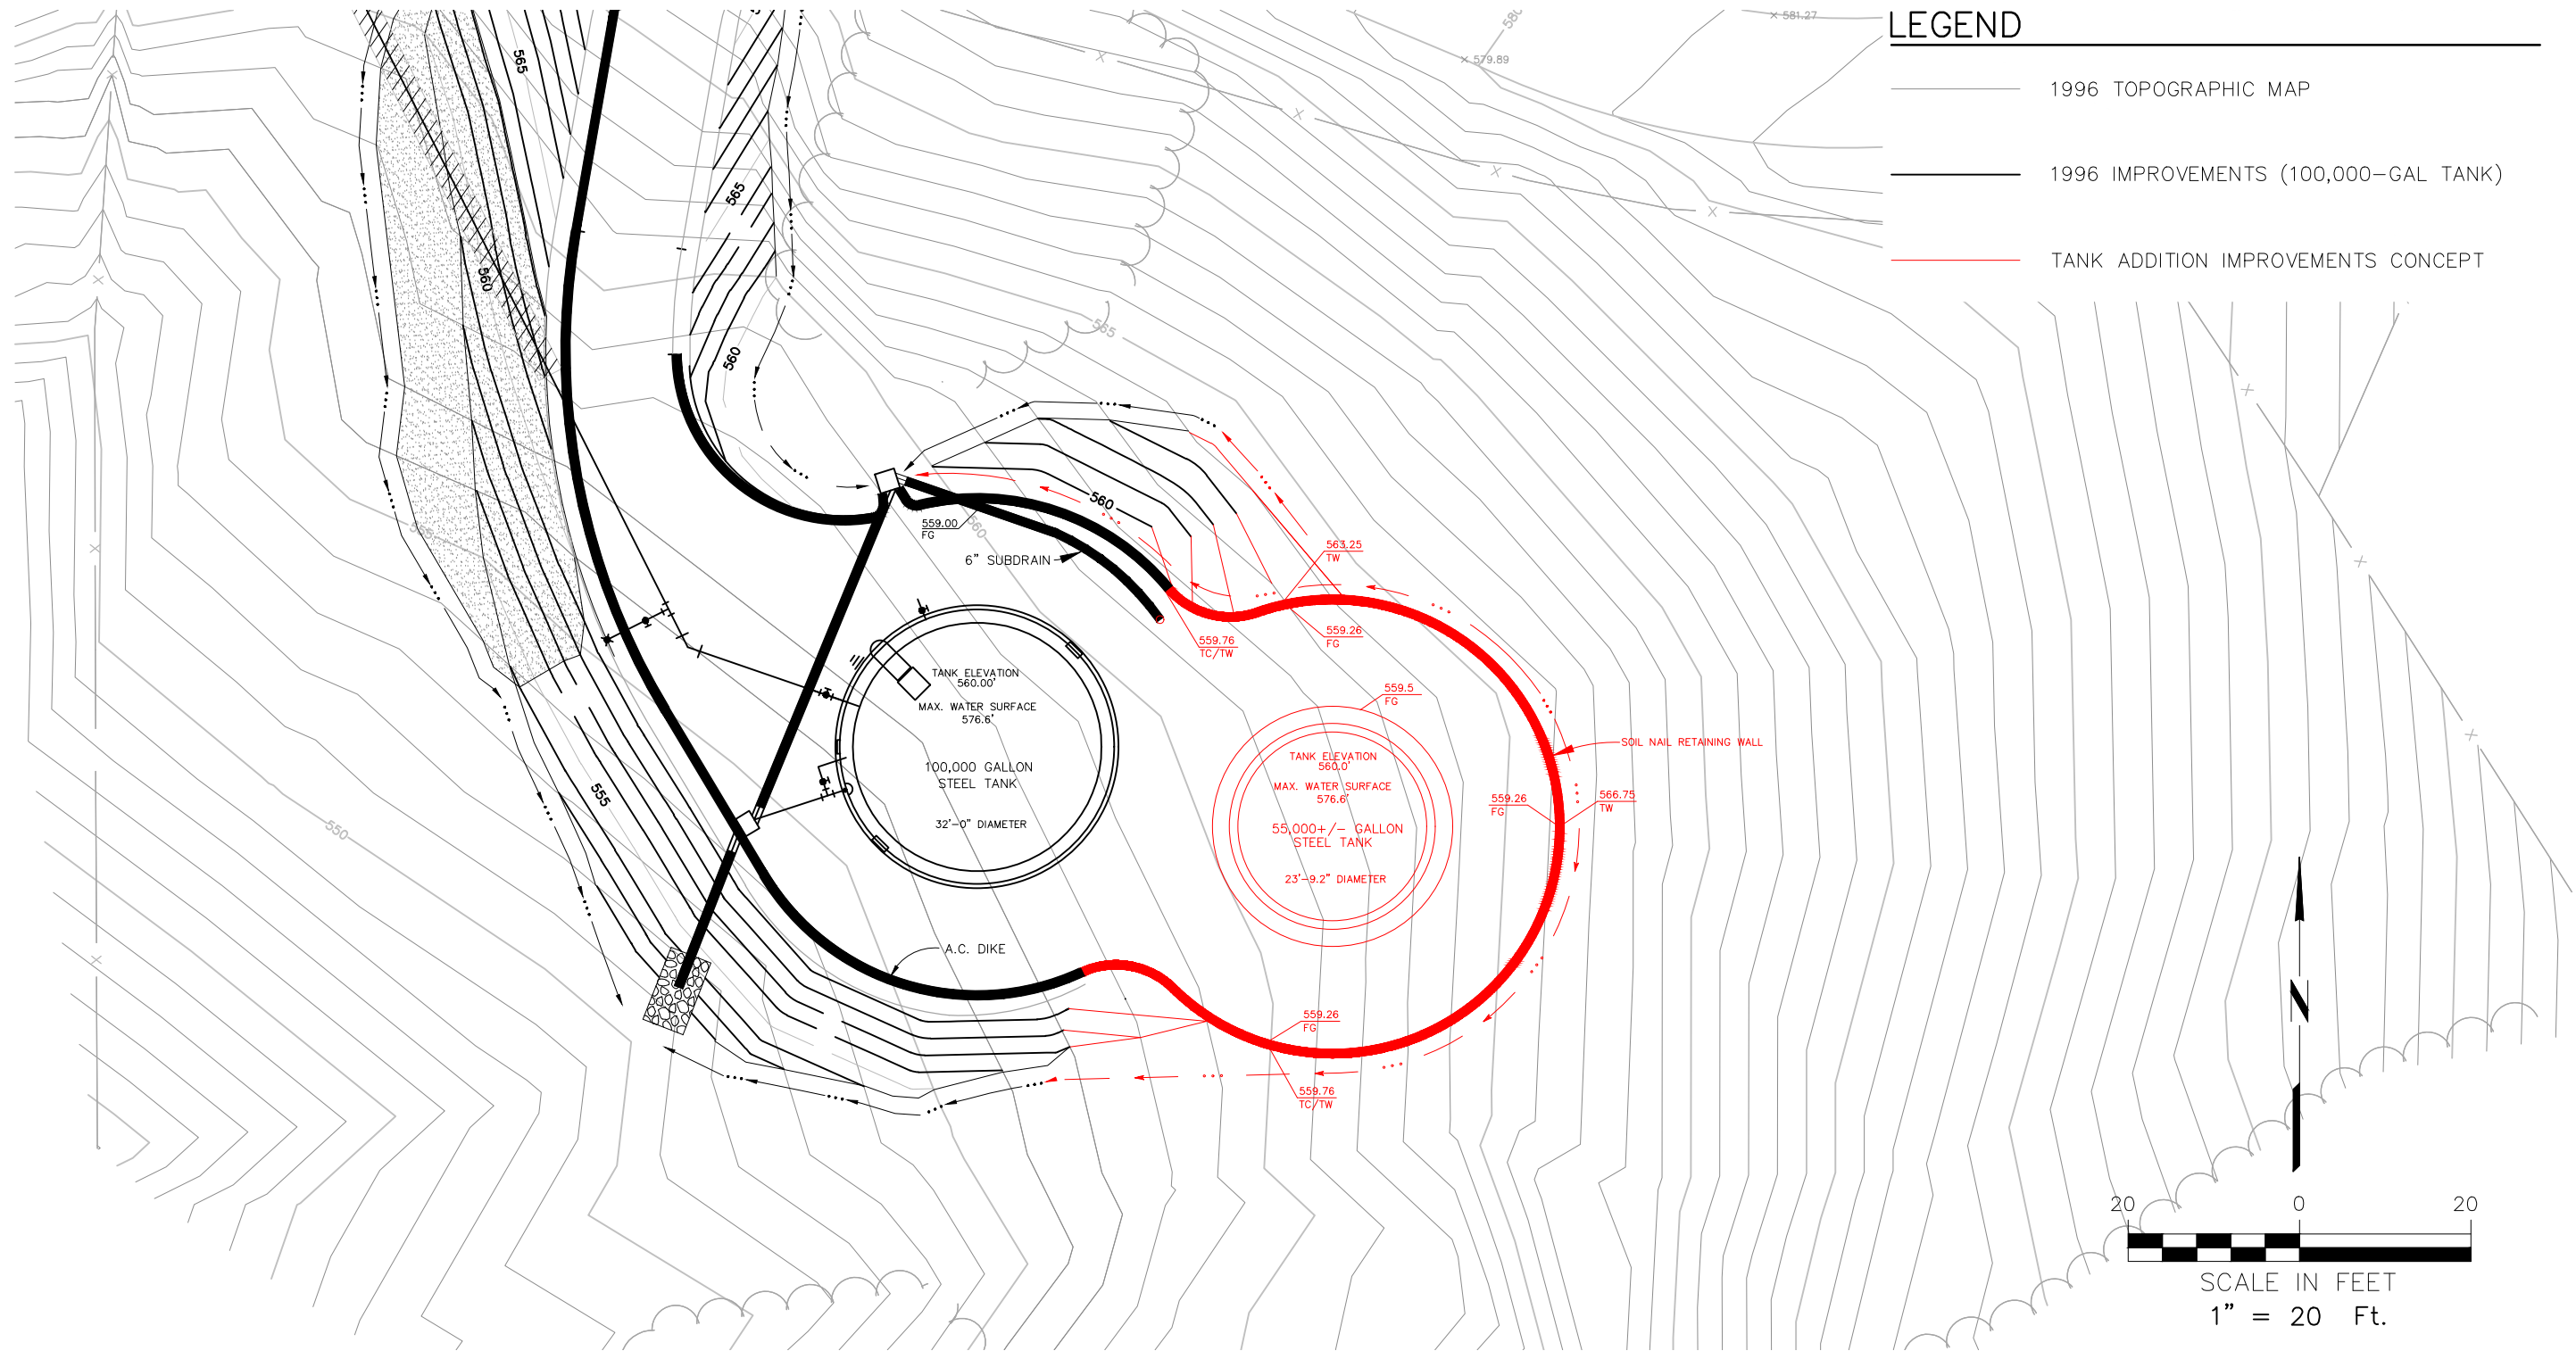 LEGEND
1996 TOPOGRAPHIC MAP
1996 IMPROVEMENTS (100,000-GAL TANK)
TANK ADDITION IMPROVEMENTS CONCEPT
× 581.27
× 579.89
580
565
565
560
560
565
560
559.00
FG
560
6" SUBDRAIN
563.25
TW
559.26
FG
559.76
TC/TW
555
TANK ELEVATION
560.00'
MAX. WATER SURFACE
576.6'
100,000 GALLON
STEEL TANK
32'-0" DIAMETER
559.5
FG
TANK ELEVATION
560.0'
MAX. WATER SURFACE
576.6'
55,000+/- GALLON
STEEL TANK
23'-9.2" DIAMETER
SOIL NAIL RETAINING WALL
559.26
FG
566.75
TW
555
550
A.C. DIKE
559.26
FG
559.76
TC/TW
N
20 0 20
SCALE IN FEET
1" = 20 Ft.